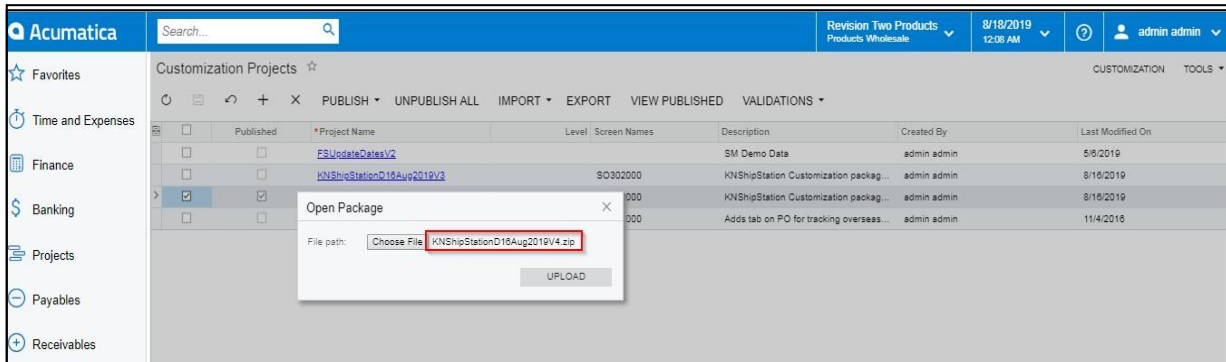 Acumatica Search... Revision Two Products 8/18/2019 admin admin
Products Wholesale 12:08 AM
Favorites Customization Projects CUSTOMIZATION TOOLS
Time and Expenses PUBLISH UNPUBLISH ALL IMPORT EXPORT VIEW PUBLISHED VALIDATIONS
Published *Project Name Level Screen Names Description Created By Last Modified On
FSUpdateDatesV2 SM Demo Data admin admin 5/6/2019
Finance KNShipStationD16Aug2019V3 SO302000 KNShipStation Customization packag... admin admin 8/16/2019
000 KNShipStation Customization packag... admin admin 8/16/2019
Banking Open Package 000 Adds tab on PO for tracking overseas... admin admin 11/4/2016
File path: Choose File KNShipStationD16Aug2019V4.zip
Projects
UPLOAD
Payables
Receivables